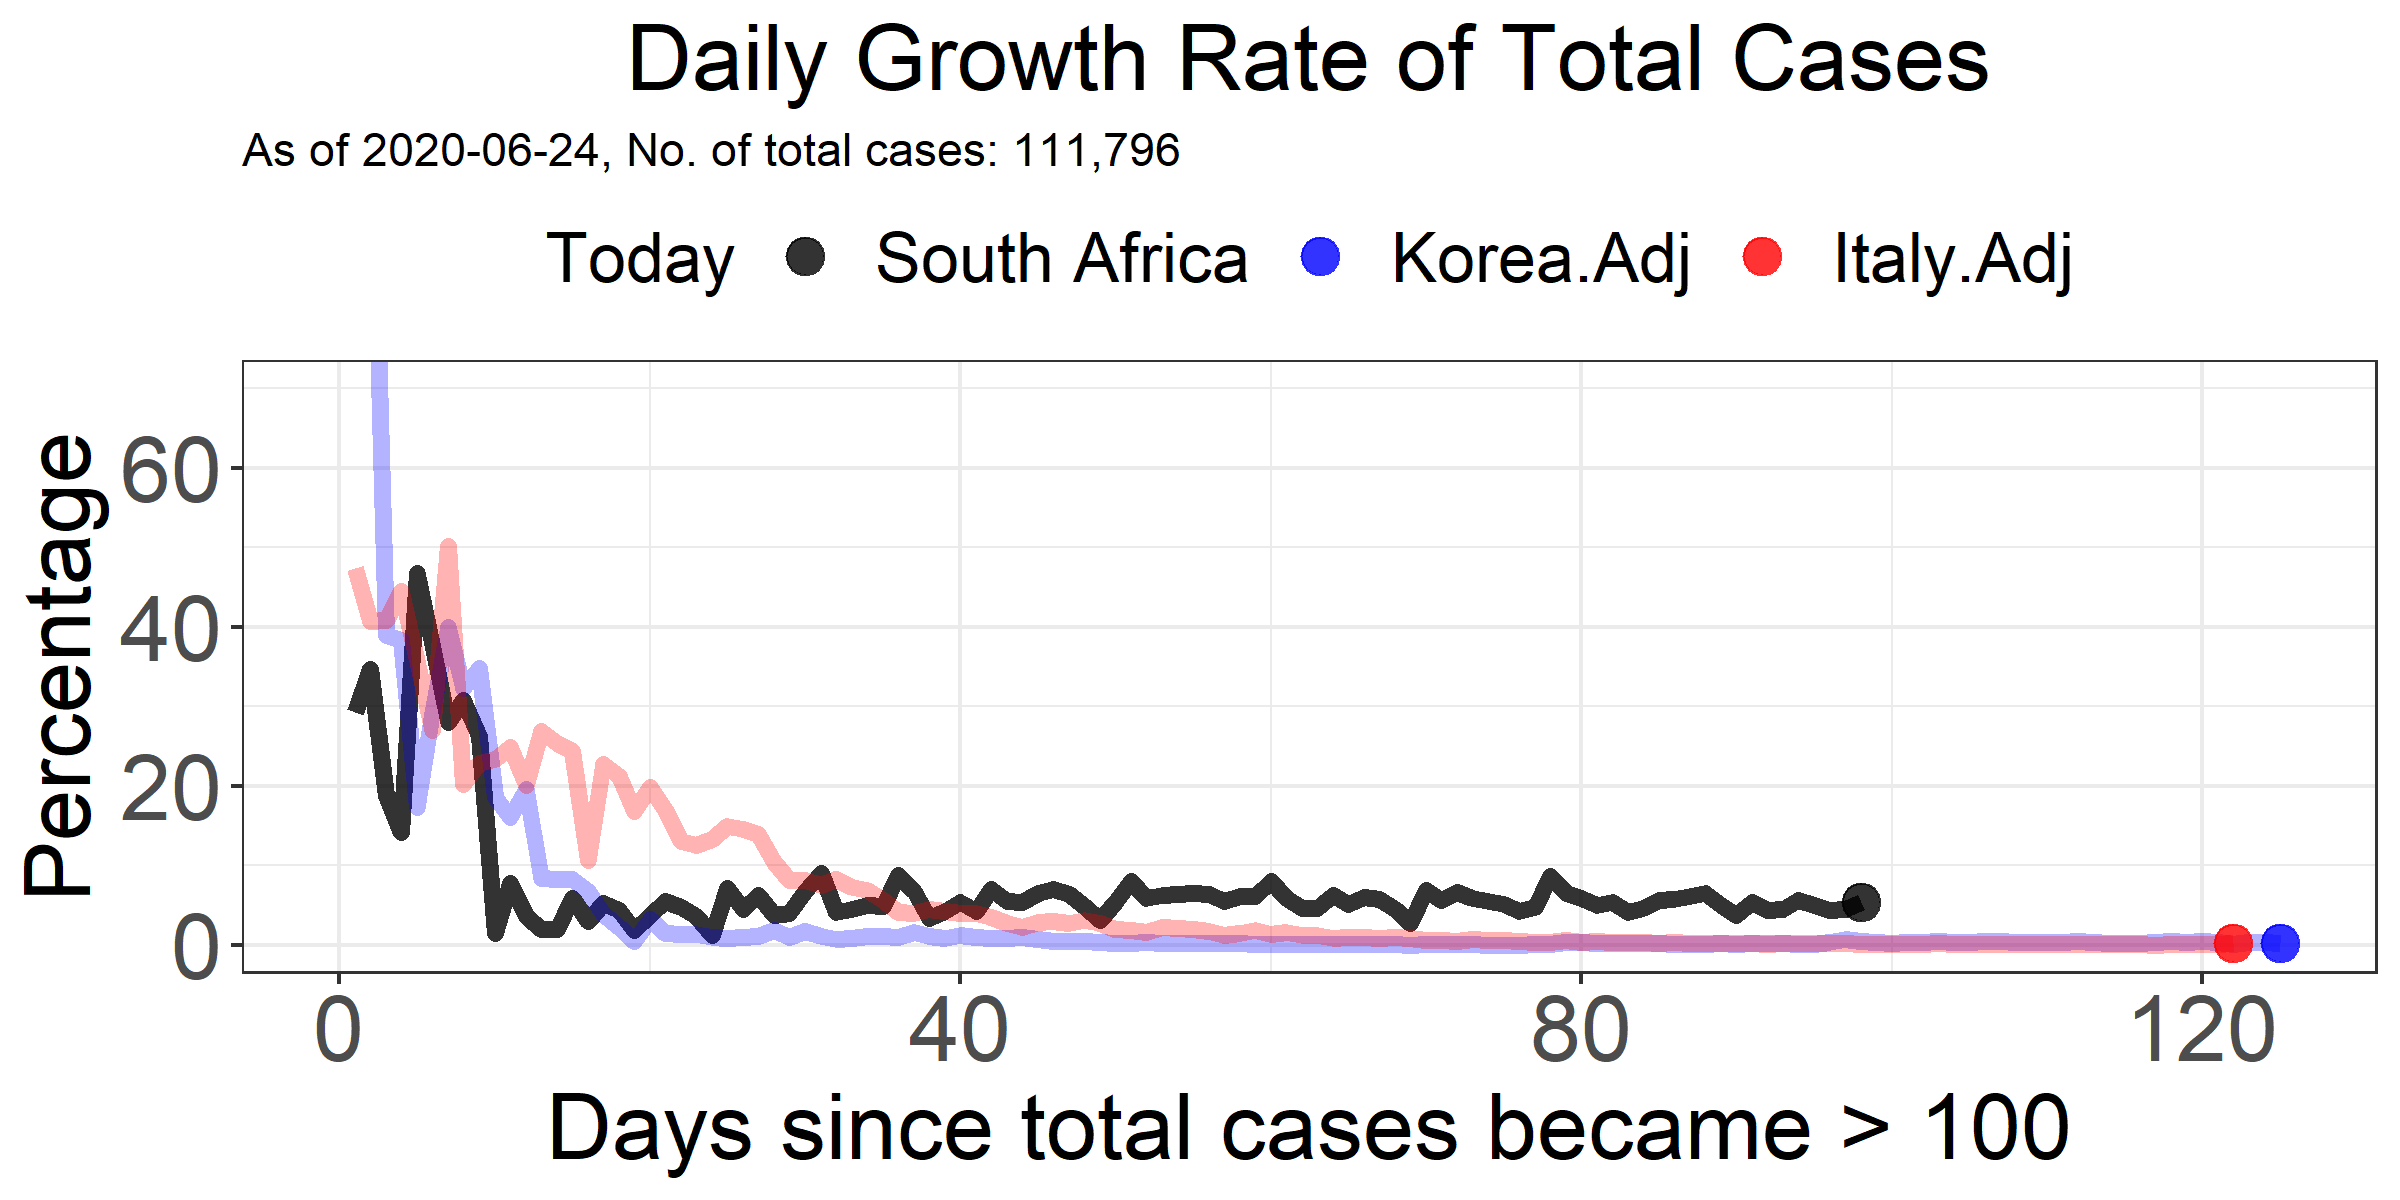 Daily Growth Rate of Total Cases
As of 2020-06-24, No. of total cases: 111,796
Today South Africa Korea.Adj Italy.Adj
Percentage
60
40
20
0
0 40 80 120
Days since total cases became > 100